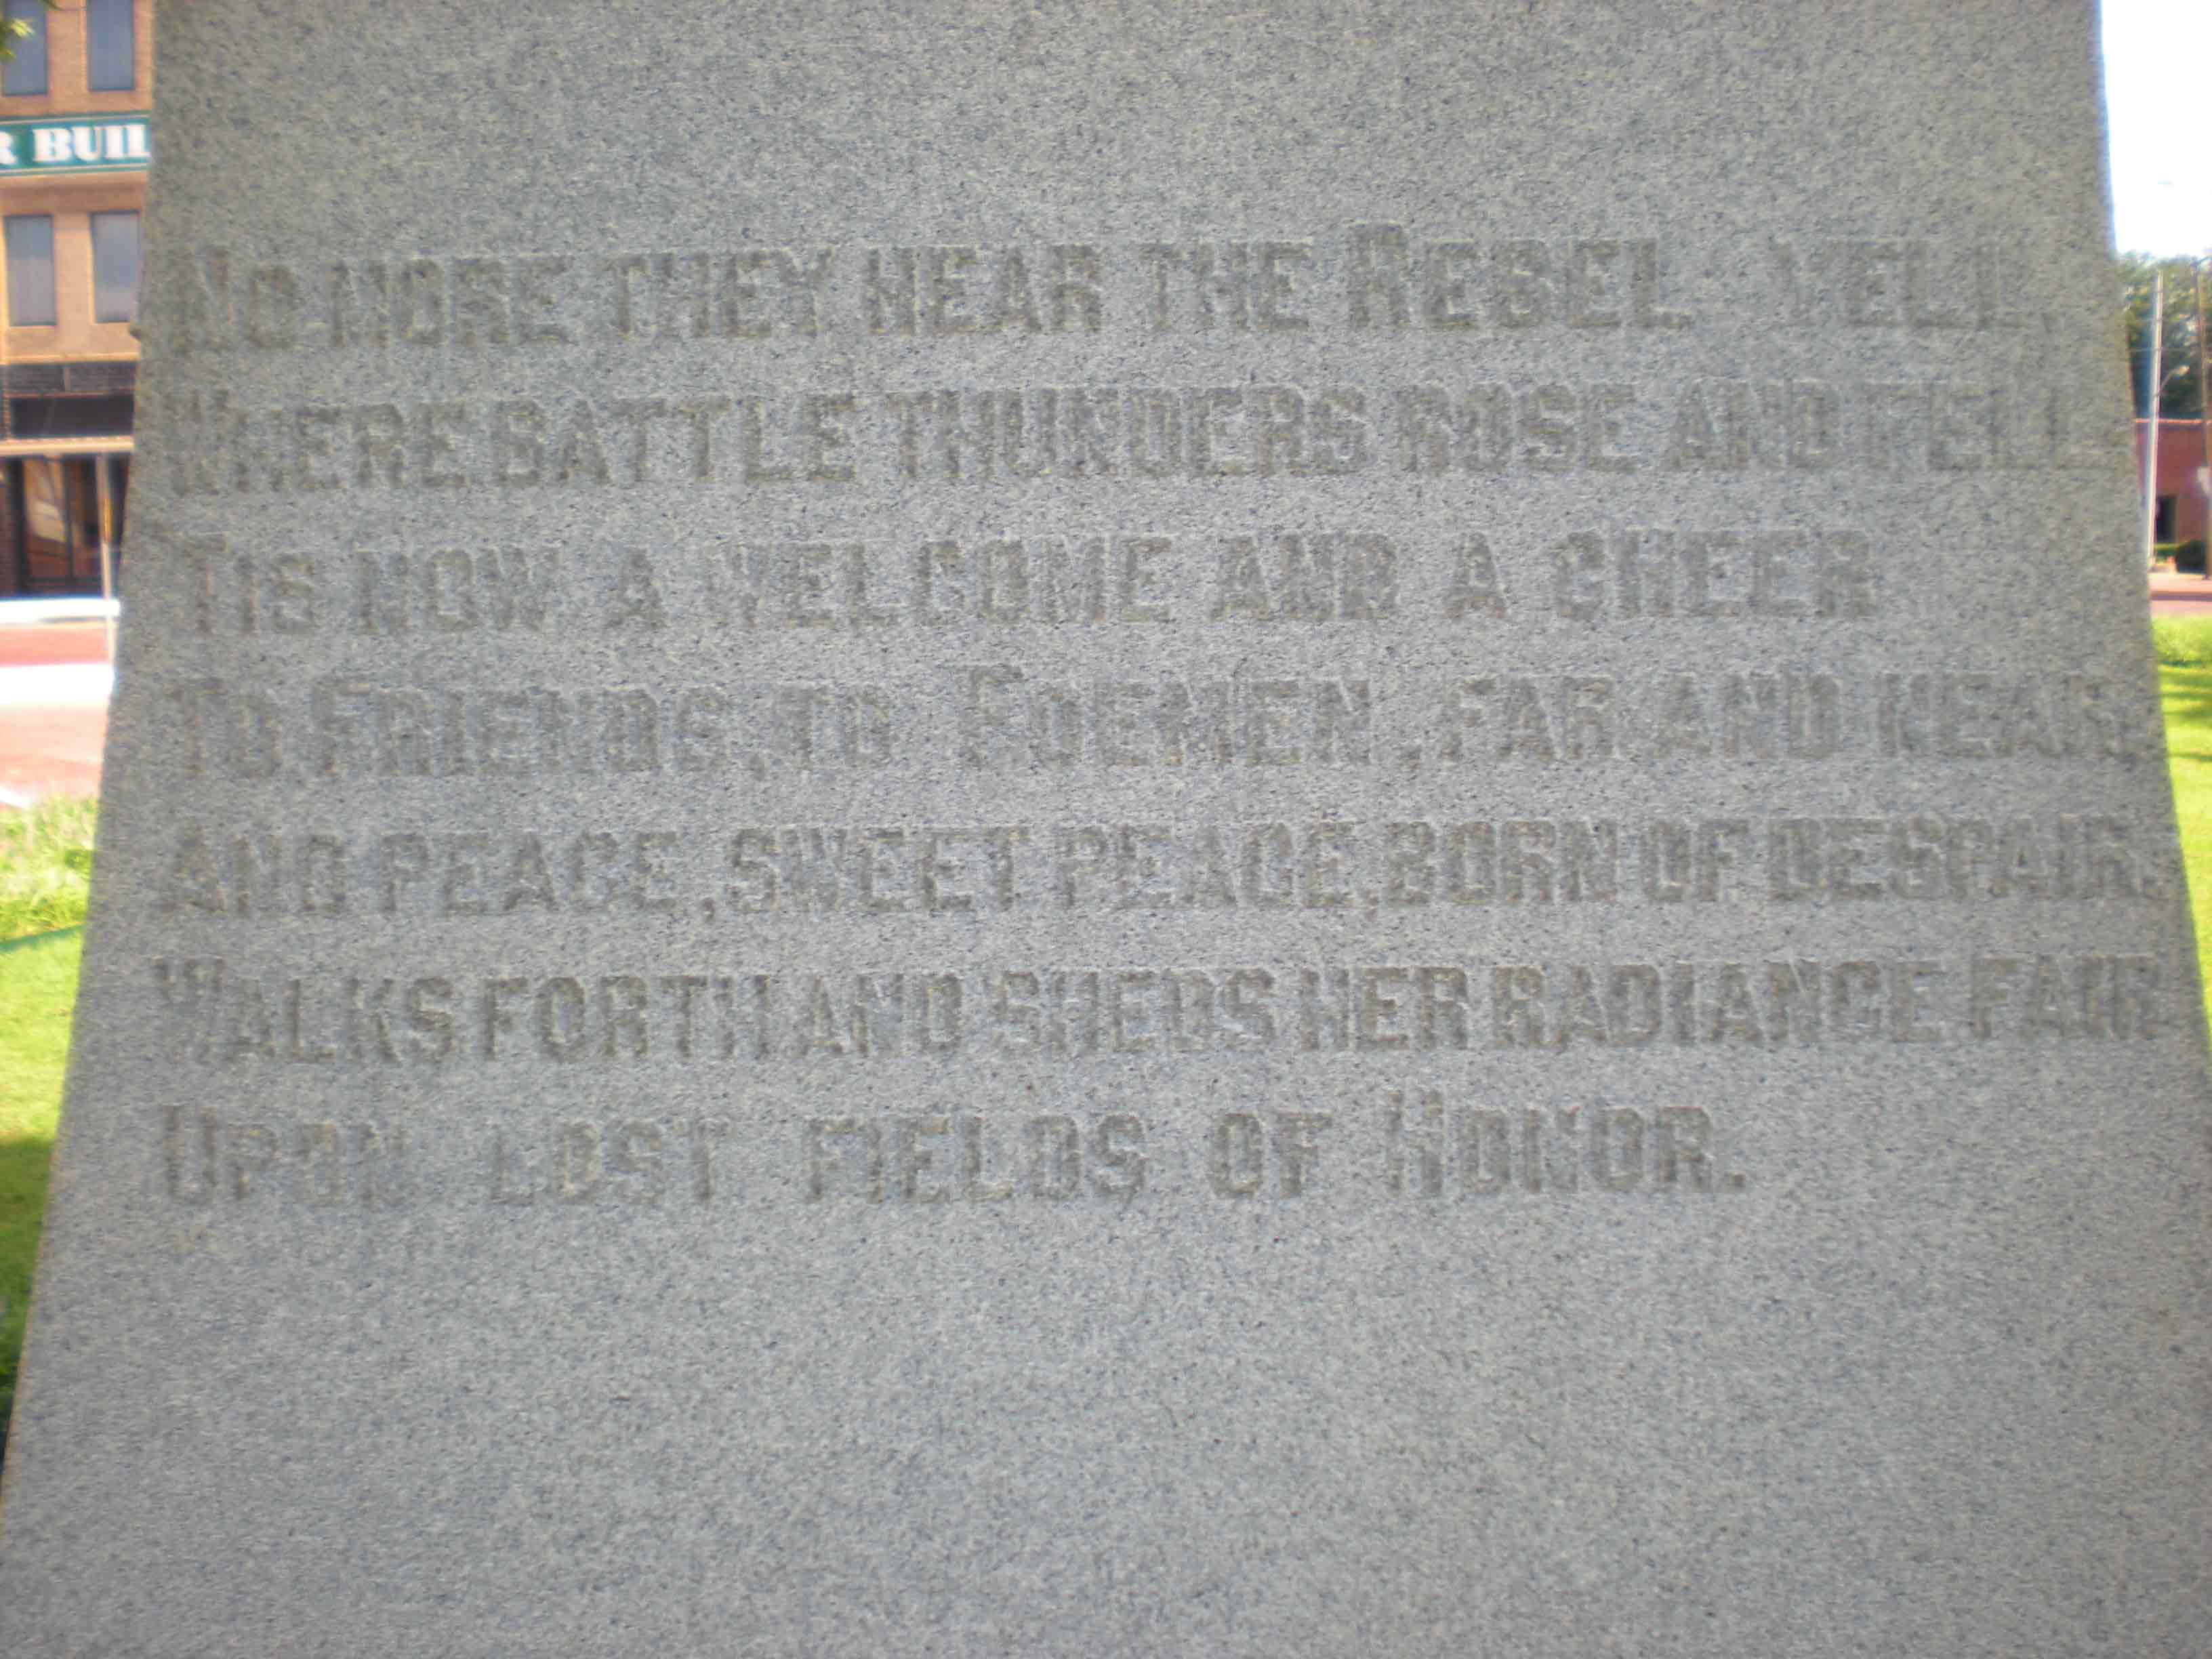 R BUIL
No more they hear the Rebel Yell,
Where battle thunders rose and fell
Tis now a welcome and a cheer
To Friends, to Foemen, far and near.
And peace, sweet peace, born of despair,
Walks forth and sheds her radiance fair
Upon lost fields of Honor.